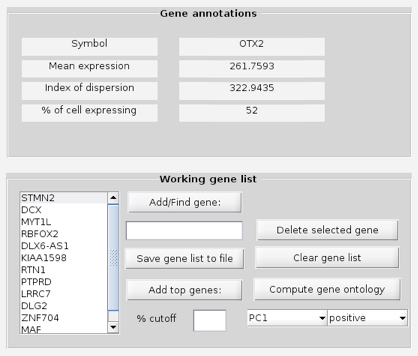 Gene annotations
Symbol OTX2
Mean expression 261.7593
Index of dispersion 322.9435
% of cell expressing 52
Working gene list
STMN2
DCX
MYT1L
RBFOX2
DLX6-AS1
KIAA1598
RTN1
PTPRD
LRRC7
DLG2
ZNF704
MAF
Add/Find gene:
Delete selected gene
Save gene list to file
Clear gene list
Add top genes:
Compute gene ontology
% cutoff
PC1
positive